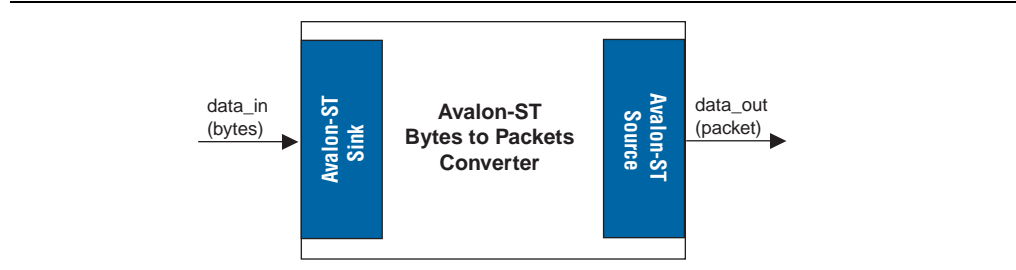 data_in
(bytes)
Avalon-ST
Sink
Avalon-ST
Bytes to Packets
Converter
Avalon-ST
Source
data_out
(packet)